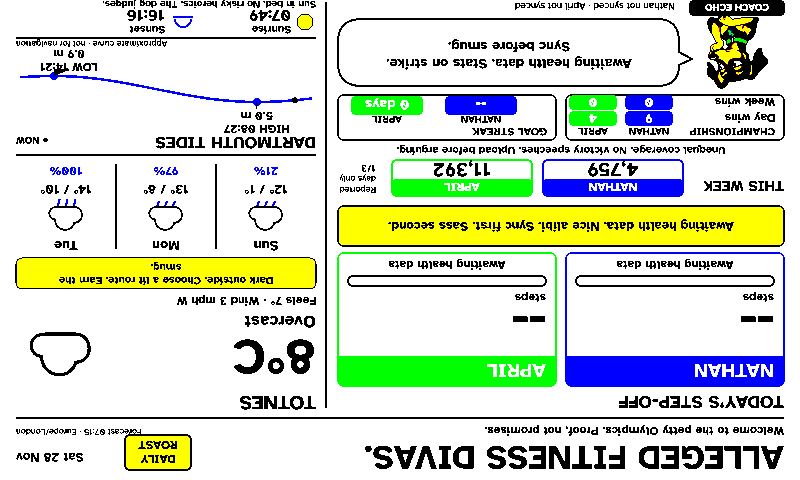 ALLEGED FITNESS DIVAS.
Welcome to the petty Olympics. Proof, not promises.
DAILY
ROAST
Sat 28 Nov
Forecast 07:15 · Europe/London
TODAY'S STEP-OFF
NATHAN
--
steps
Awaiting health data
APRIL
--
steps
Awaiting health data
Awaiting health data. Nice alibi. Sync first. Sass second.
THIS WEEK
NATHAN
4,759
APRIL
11,392
Reported
days only
1/3
Unequal coverage. No victory speeches. Upload before arguing.
CHAMPIONSHIP
NATHAN
APRIL
Day wins
9
4
Week wins
0
0
GOAL STREAK
NATHAN
--
APRIL
0 days
Awaiting health data. Stats on strike.
Sync before smug.
COACH ECHO
Nathan not synced · April not synced
TOTNES
8°C
Overcast
Feels 7° · Wind 3 mph W
Dark outside. Choose a lit route. Earn the
smug.
Sun
12° / 1°
21%
Mon
13° / 8°
97%
Tue
14° / 10°
100%
DARTMOUTH TIDES
• NOW
HIGH 08:27
5.0 m
LOW 14:21
0.9 m
Approximate curve · not for navigation
Sunrise
07:49
Sunset
16:16
Sun in bed. No risky heroics. The dog judges.